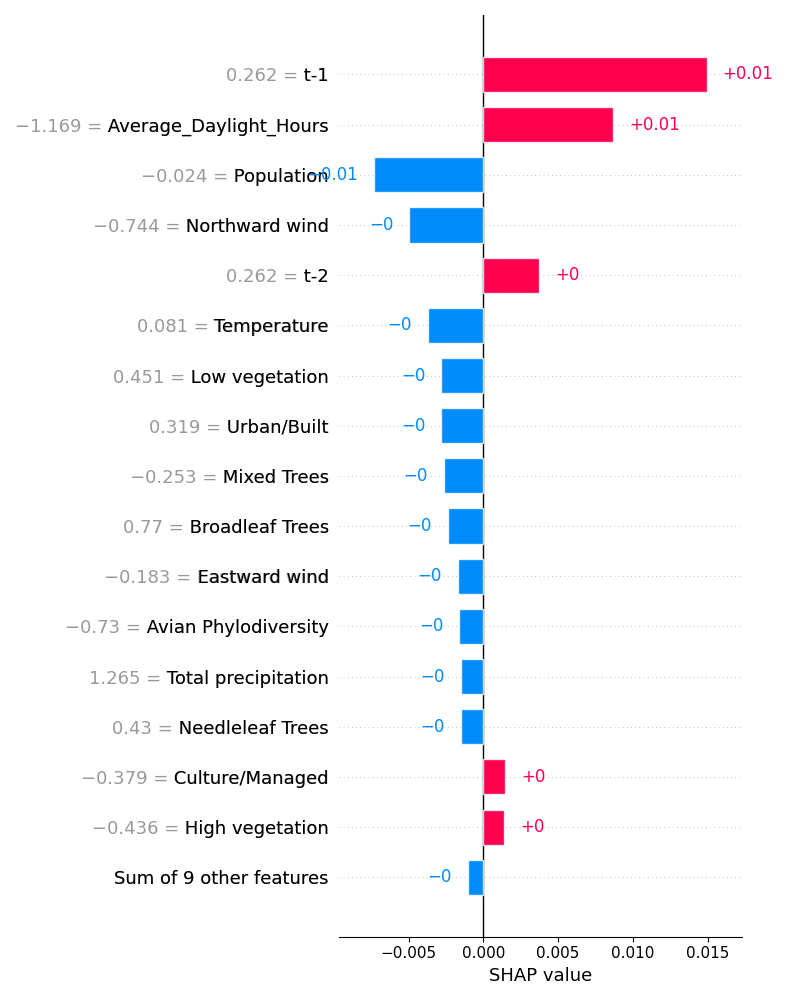 0.262 = t-1 +0.01
−1.169 = Average_Daylight_Hours +0.01
−0.024 = Population −0.01
−0.744 = Northward wind −0
0.262 = t-2 +0
0.081 = Temperature −0
0.451 = Low vegetation −0
0.319 = Urban/Built −0
−0.253 = Mixed Trees −0
0.77 = Broadleaf Trees −0
−0.183 = Eastward wind −0
−0.73 = Avian Phylodiversity −0
1.265 = Total precipitation −0
0.43 = Needleleaf Trees −0
−0.379 = Culture/Managed +0
−0.436 = High vegetation +0
Sum of 9 other features −0
−0.005 0.000 0.005 0.010 0.015
SHAP value